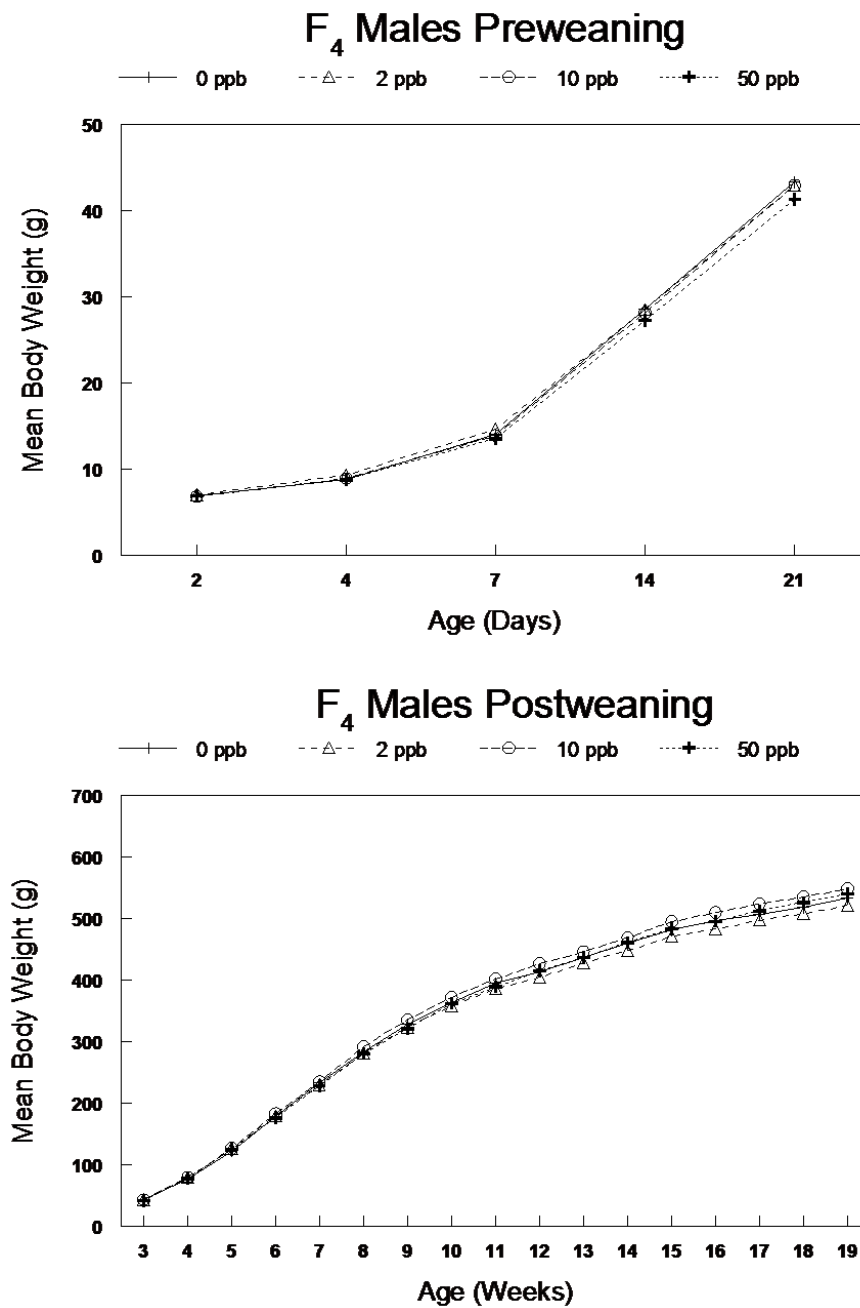 F₄ Males Preweaning
0 ppb 2 ppb 10 ppb 50 ppb
50
40
30
20
10
0
Mean Body Weight (g)
2 4 7 14 21
Age (Days)
F₄ Males Postweaning
0 ppb 2 ppb 10 ppb 50 ppb
700
600
500
400
300
200
100
0
Mean Body Weight (g)
3 4 5 6 7 8 9 10 11 12 13 14 15 16 17 18 19
Age (Weeks)